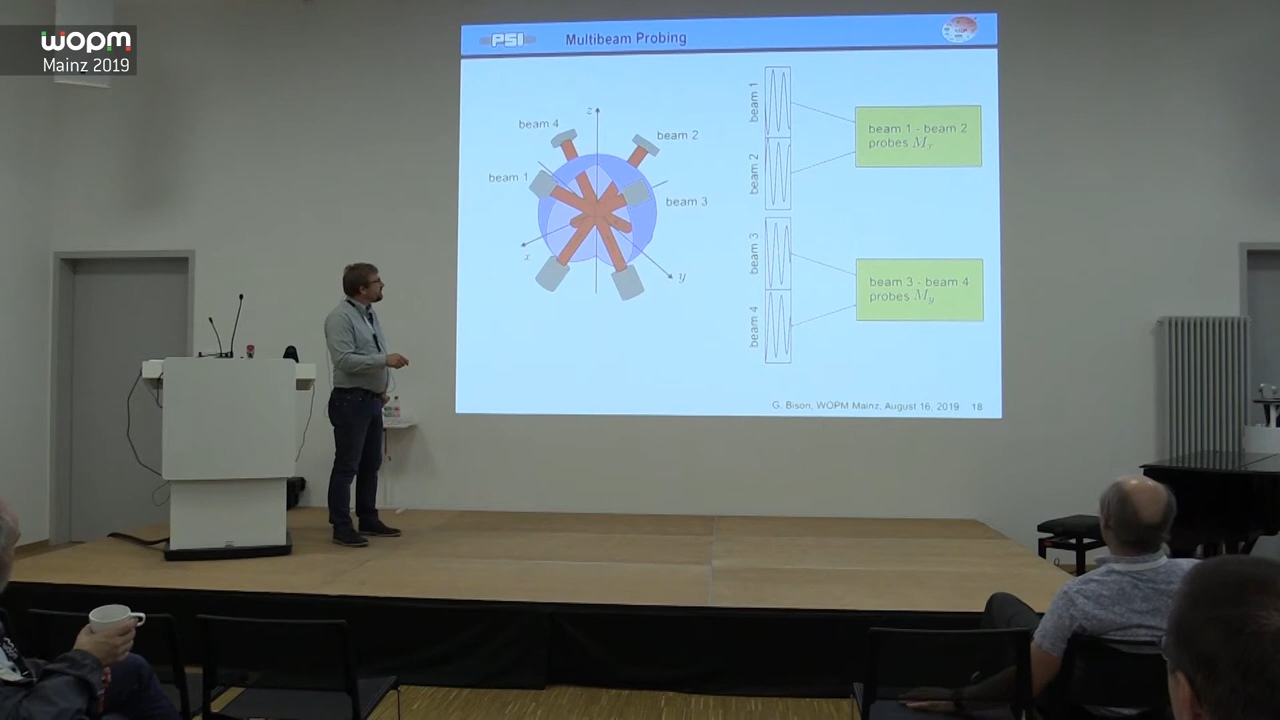 wopm
Mainz 2019
PSI
Multibeam Probing
z
beam 4
beam 2
beam 1
beam 3
x
y
beam 1
beam 2
beam 1 - beam 2
probes Mx
beam 3
beam 4
beam 3 - beam 4
probes My
G. Bison, WOPM Mainz, August 16, 2019 18